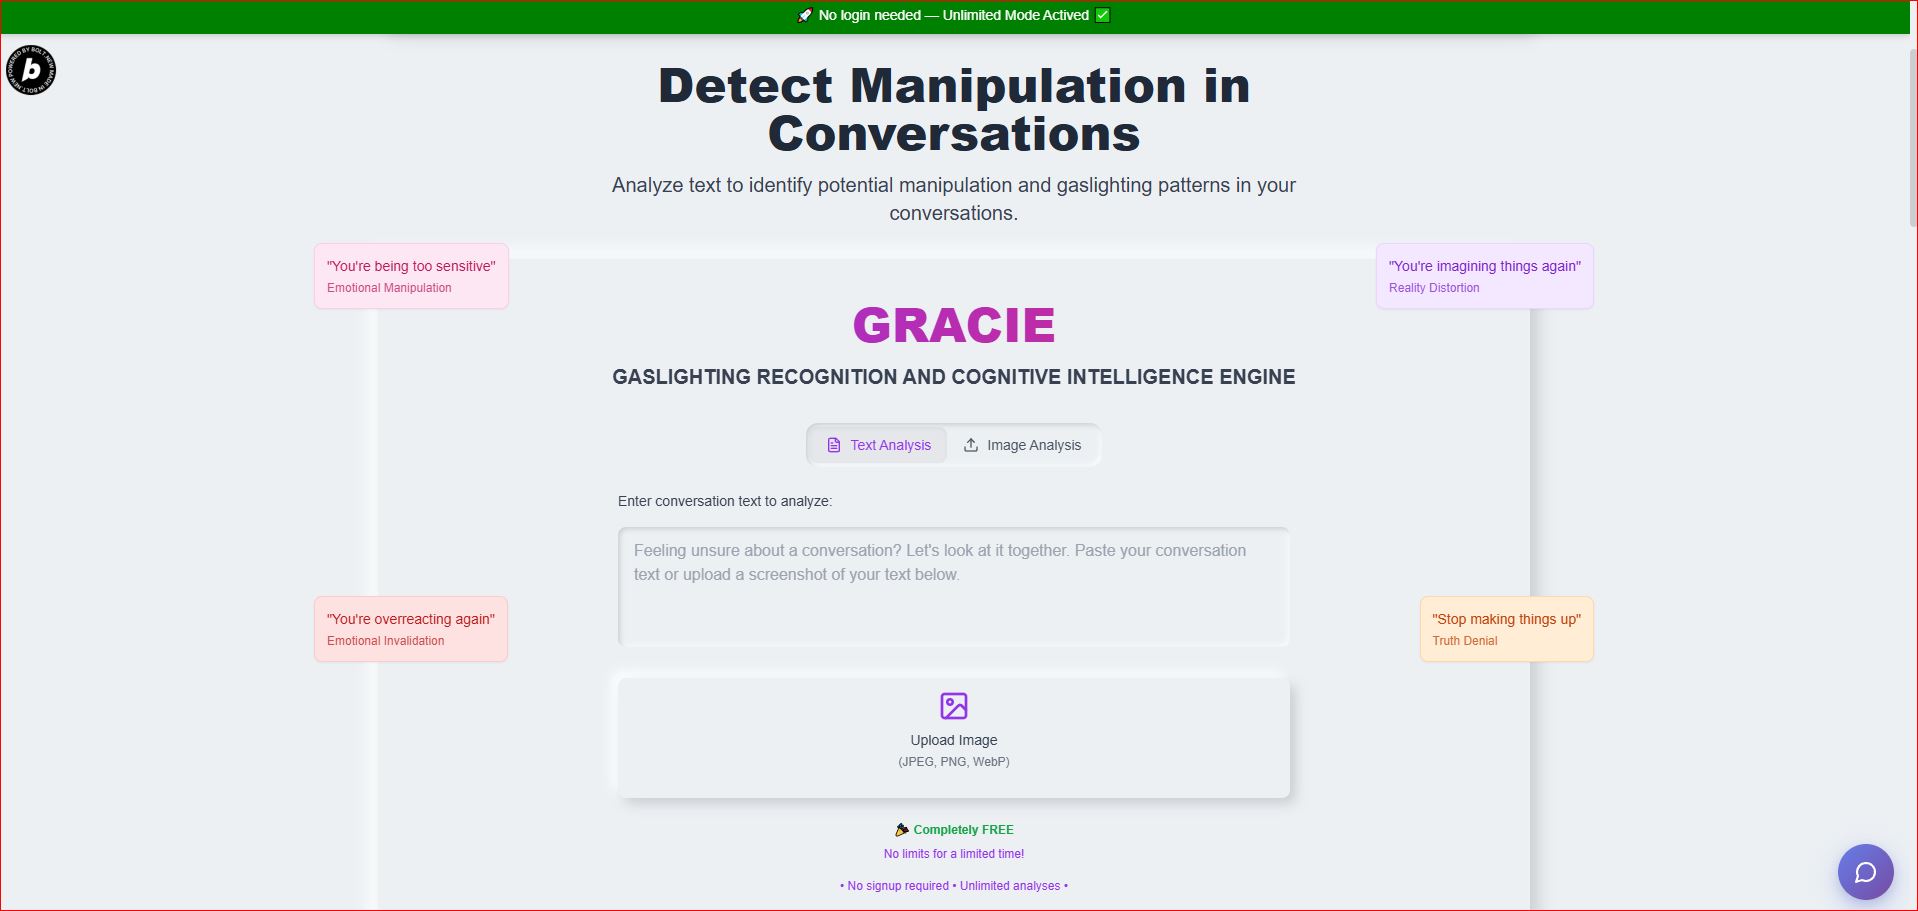 🚀 No login needed — Unlimited Mode Actived ✅
POWERED BY BOLT.NEW MADE IN BOLT.NEW
b
Detect Manipulation in
Conversations
Analyze text to identify potential manipulation and gaslighting patterns in your
conversations.
"You're being too sensitive"
Emotional Manipulation
"You're imagining things again"
Reality Distortion
GRACIE
GASLIGHTING RECOGNITION AND COGNITIVE INTELLIGENCE ENGINE
Text Analysis
Image Analysis
Enter conversation text to analyze:
Feeling unsure about a conversation? Let's look at it together. Paste your conversation
text or upload a screenshot of your text below.
"You're overreacting again"
Emotional Invalidation
"Stop making things up"
Truth Denial
Upload Image
(JPEG, PNG, WebP)
🎉 Completely FREE
No limits for a limited time!
• No signup required • Unlimited analyses •